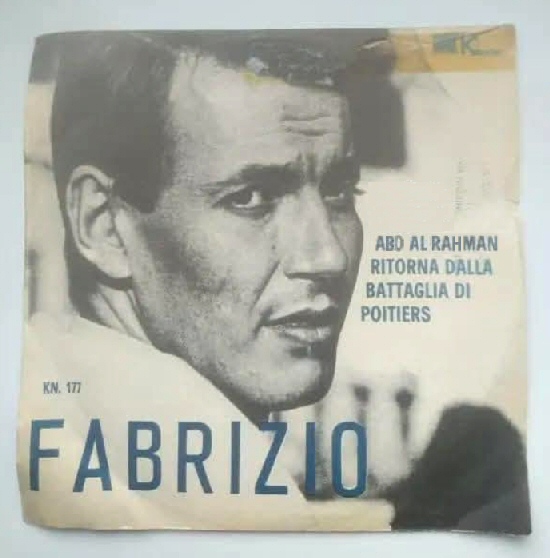 K
ABD AL RAHMAN
RITORNA DALLA
BATTAGLIA DI
POITIERS
KN. 177
FABRIZIO